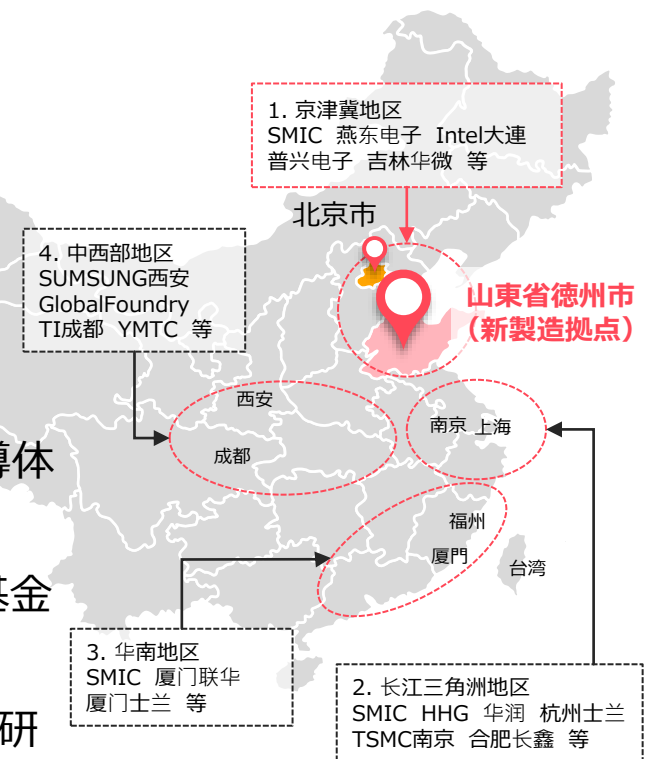 1. 京津冀地区
SMIC 燕东电子 Intel大連
普兴电子 吉林华微 等
北京市
4. 中西部地区
SUMSUNG西安
GlobalFoundry
TI成都 YMTC 等
山東省徳州市
（新製造拠点）
西安
成都
南京 上海
導体
福州
厦門
台湾
基金
3. 华南地区
SMIC 厦门联华
厦门士兰 等
2. 长江三角洲地区
SMIC HHG 华润 杭州士兰
TSMC南京 合肥长鑫 等
研